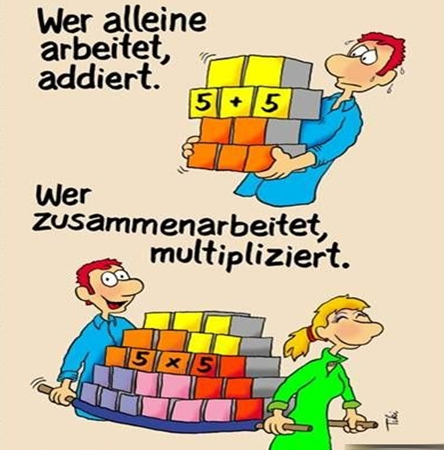 Wer alleine
arbeitet,
addiert.
5 + 5
Wer
zusammenarbeitet,
multipliziert.
5 x 5